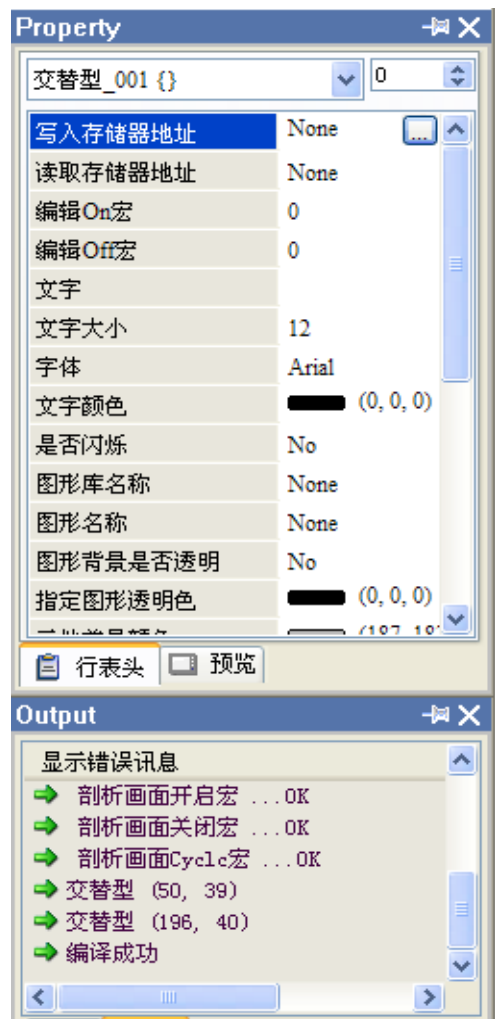 Property
交替型_001 {} 0
写入存储器地址 None ...
读取存储器地址 None
编辑On宏 0
编辑Off宏 0
文字
文字大小 12
字体 Arial
文字颜色 (0, 0, 0)
是否闪烁 No
图形库名称 None
图形名称 None
图形背景是否透明 No
指定图形透明色 (0, 0, 0)
行表头 预览
Output
显示错误讯息
剖析画面开启宏 ...OK
剖析画面关闭宏 ...OK
剖析画面Cycle宏 ...OK
交替型 (50, 39)
交替型 (196, 40)
编译成功